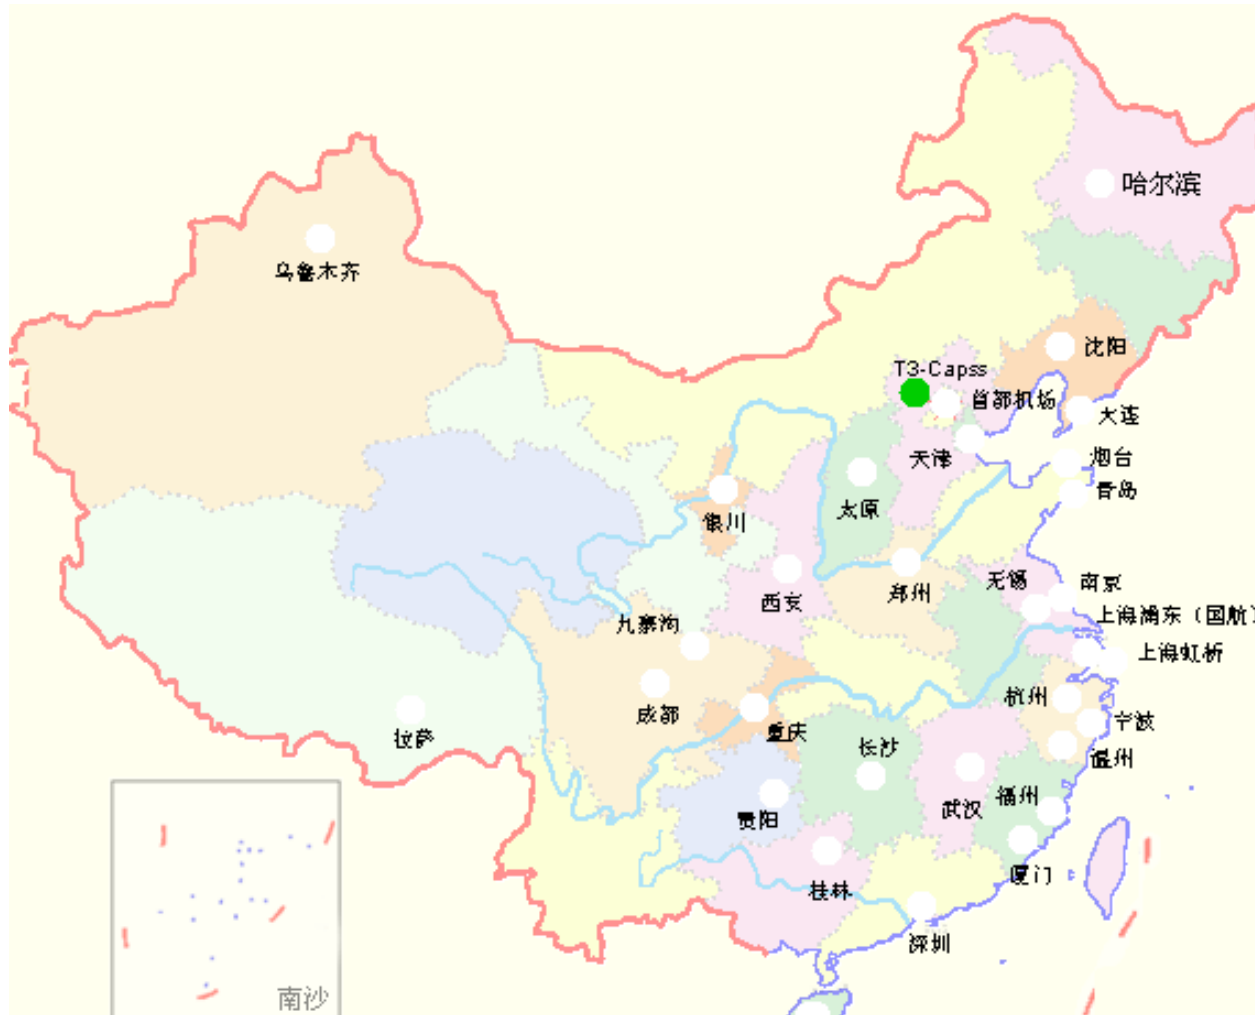 哈尔滨
乌鲁木齐
沈阳
T3-Capss
首都机场
大连
天津
烟台
青岛
太原
银川
郑州
无锡
南京
西安
上海浦东（国航）
九寨沟
上海虹桥
杭州
成都
宁波
拉萨
重庆
长沙
温州
福州
武汉
贵阳
厦门
桂林
深圳
南沙